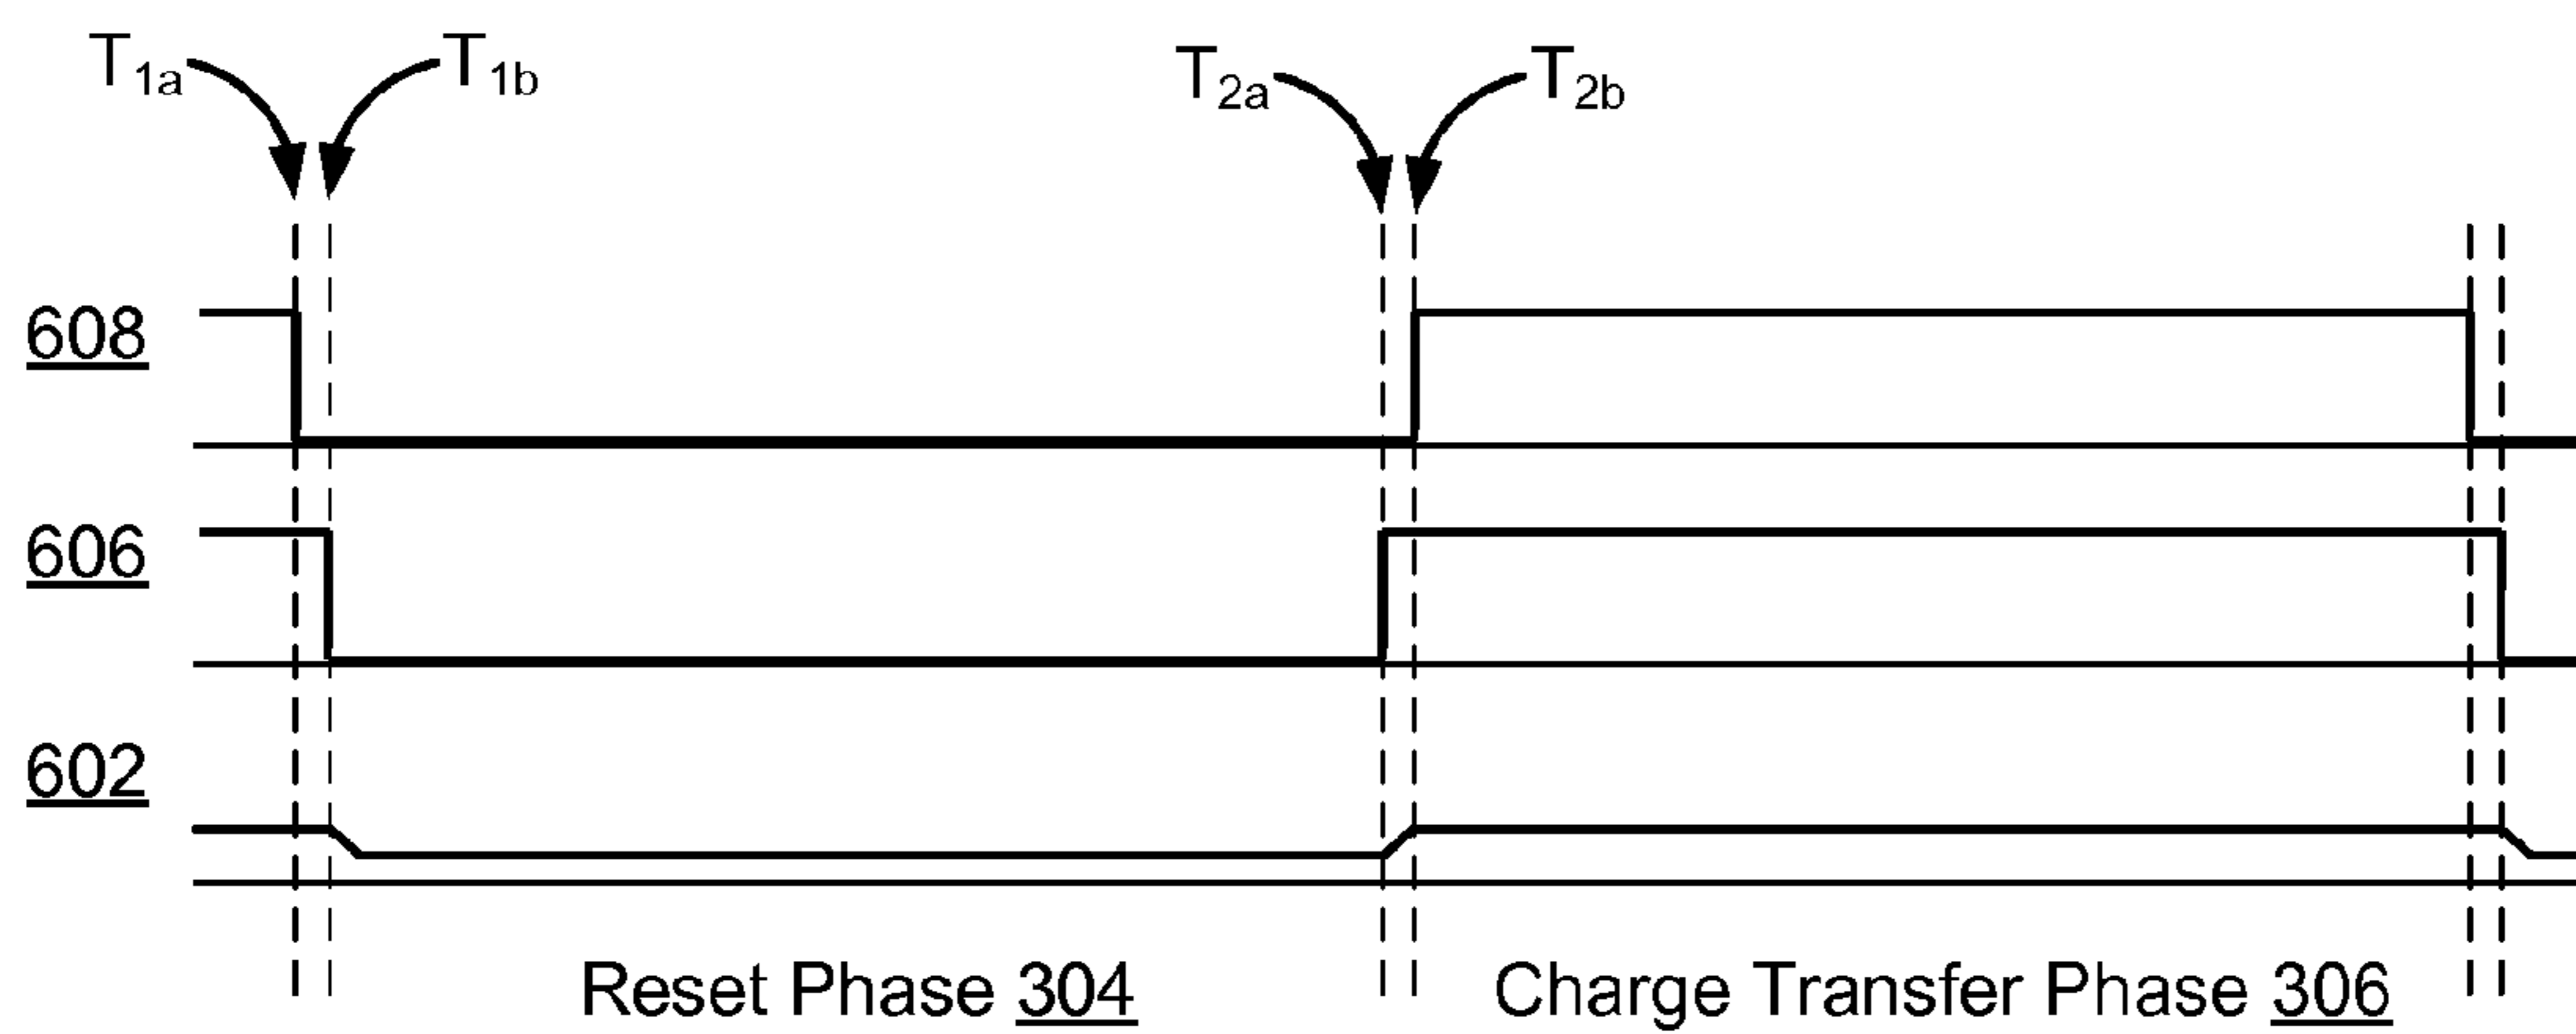 T1a T1b T2a T2b
608
606
602
Reset Phase 304 Charge Transfer Phase 306